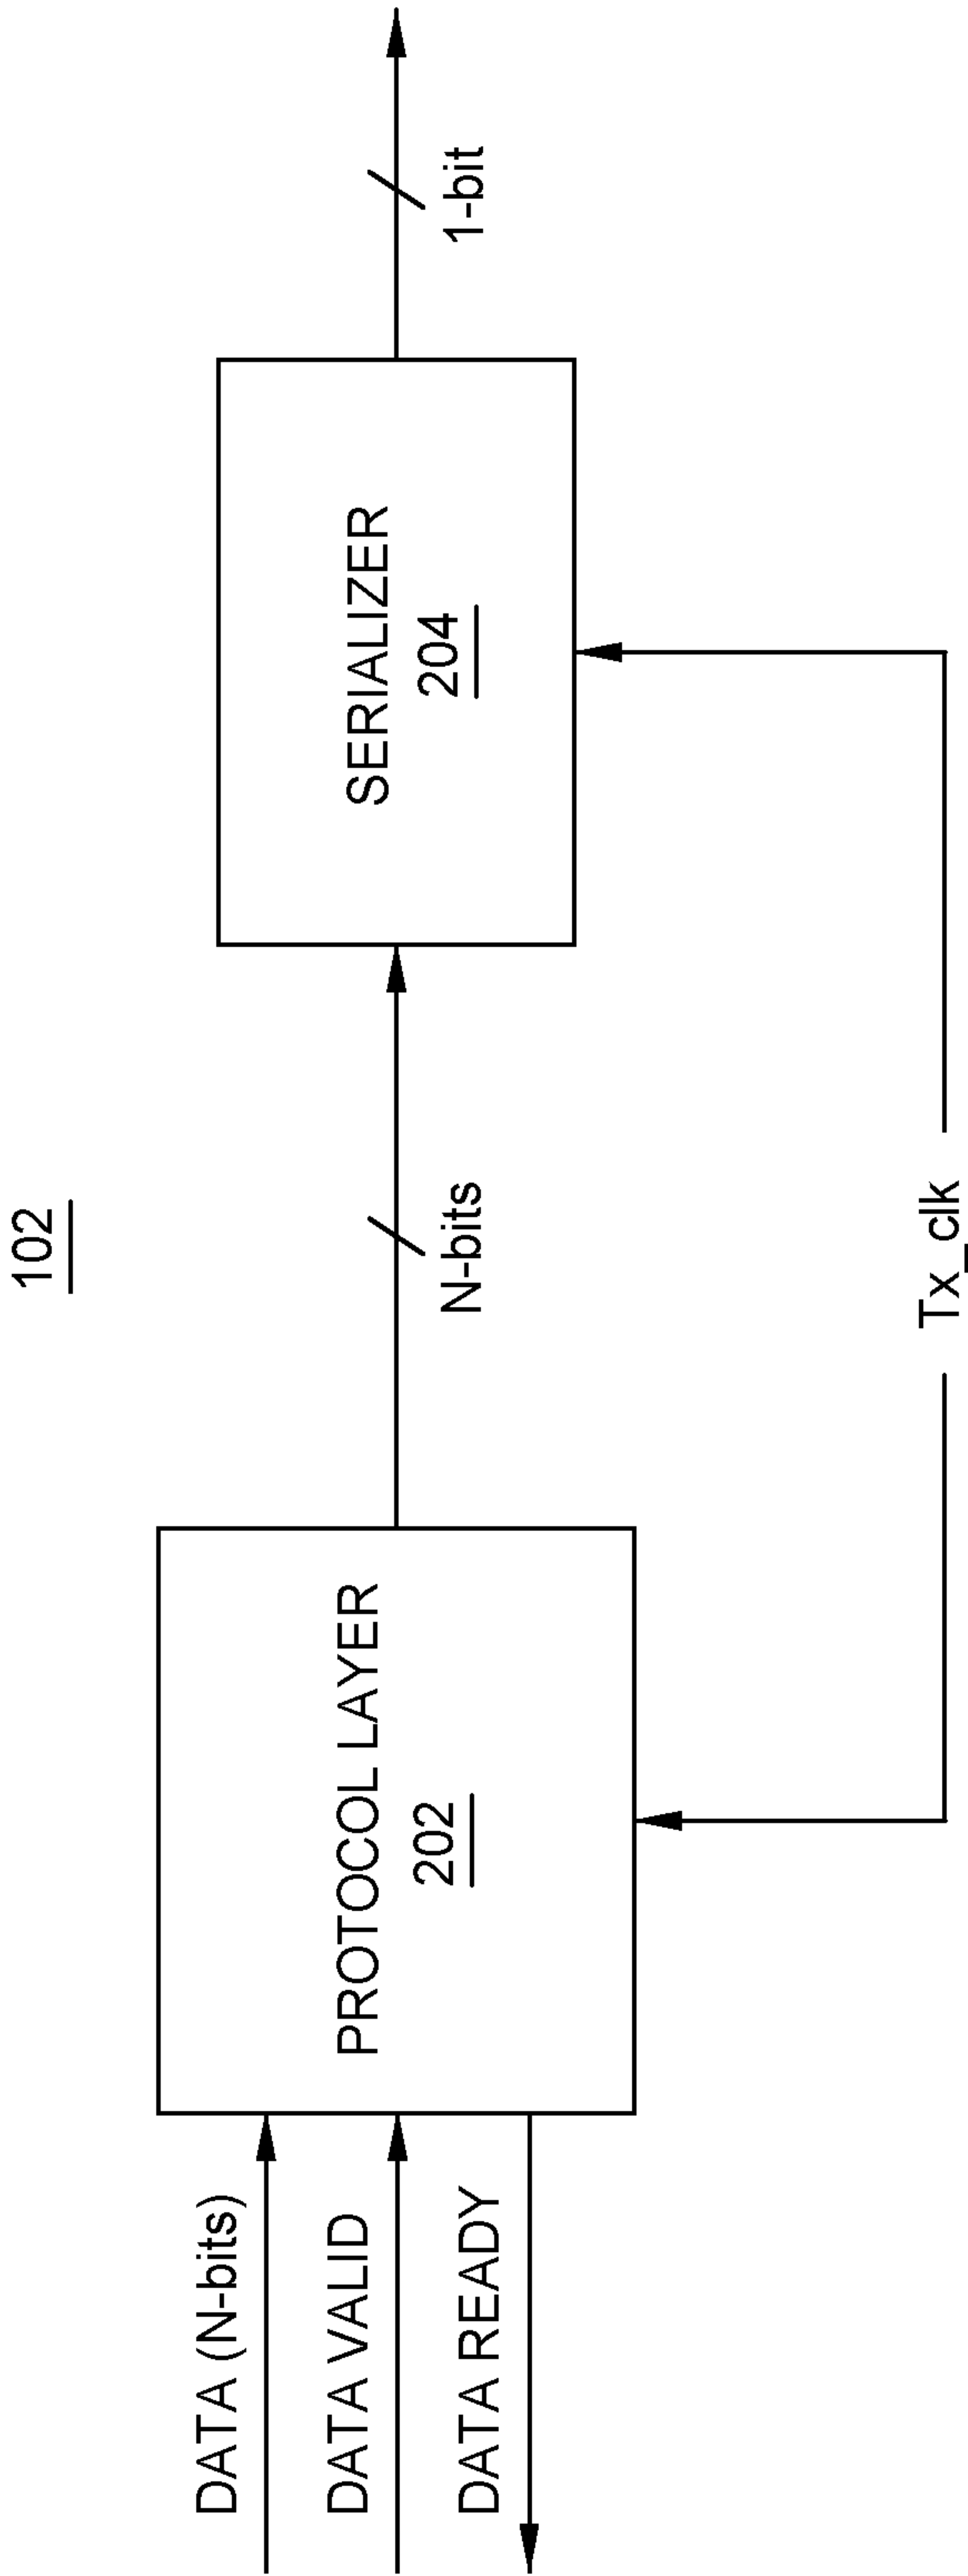 102
DATA (N-bits)
DATA VALID
DATA READY
PROTOCOL LAYER
202
N-bits
SERIALIZER
204
1-bit
Tx_clk